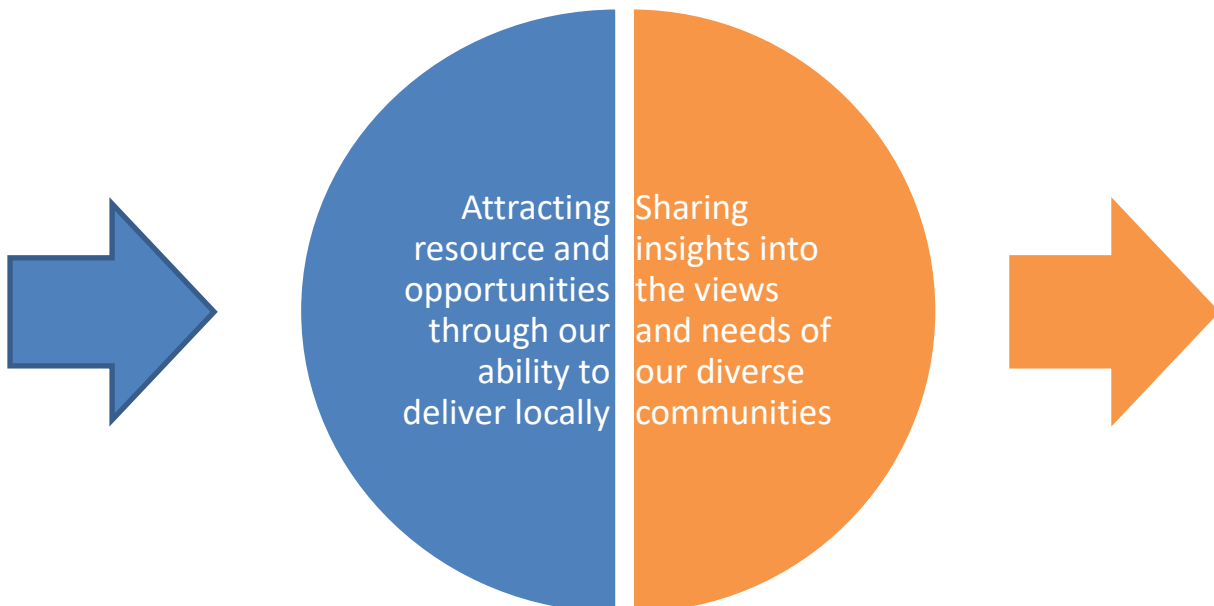 Attracting
resource and
opportunities
through our
ability to
deliver locally
Sharing
insights into
the views
and needs of
our diverse
communities